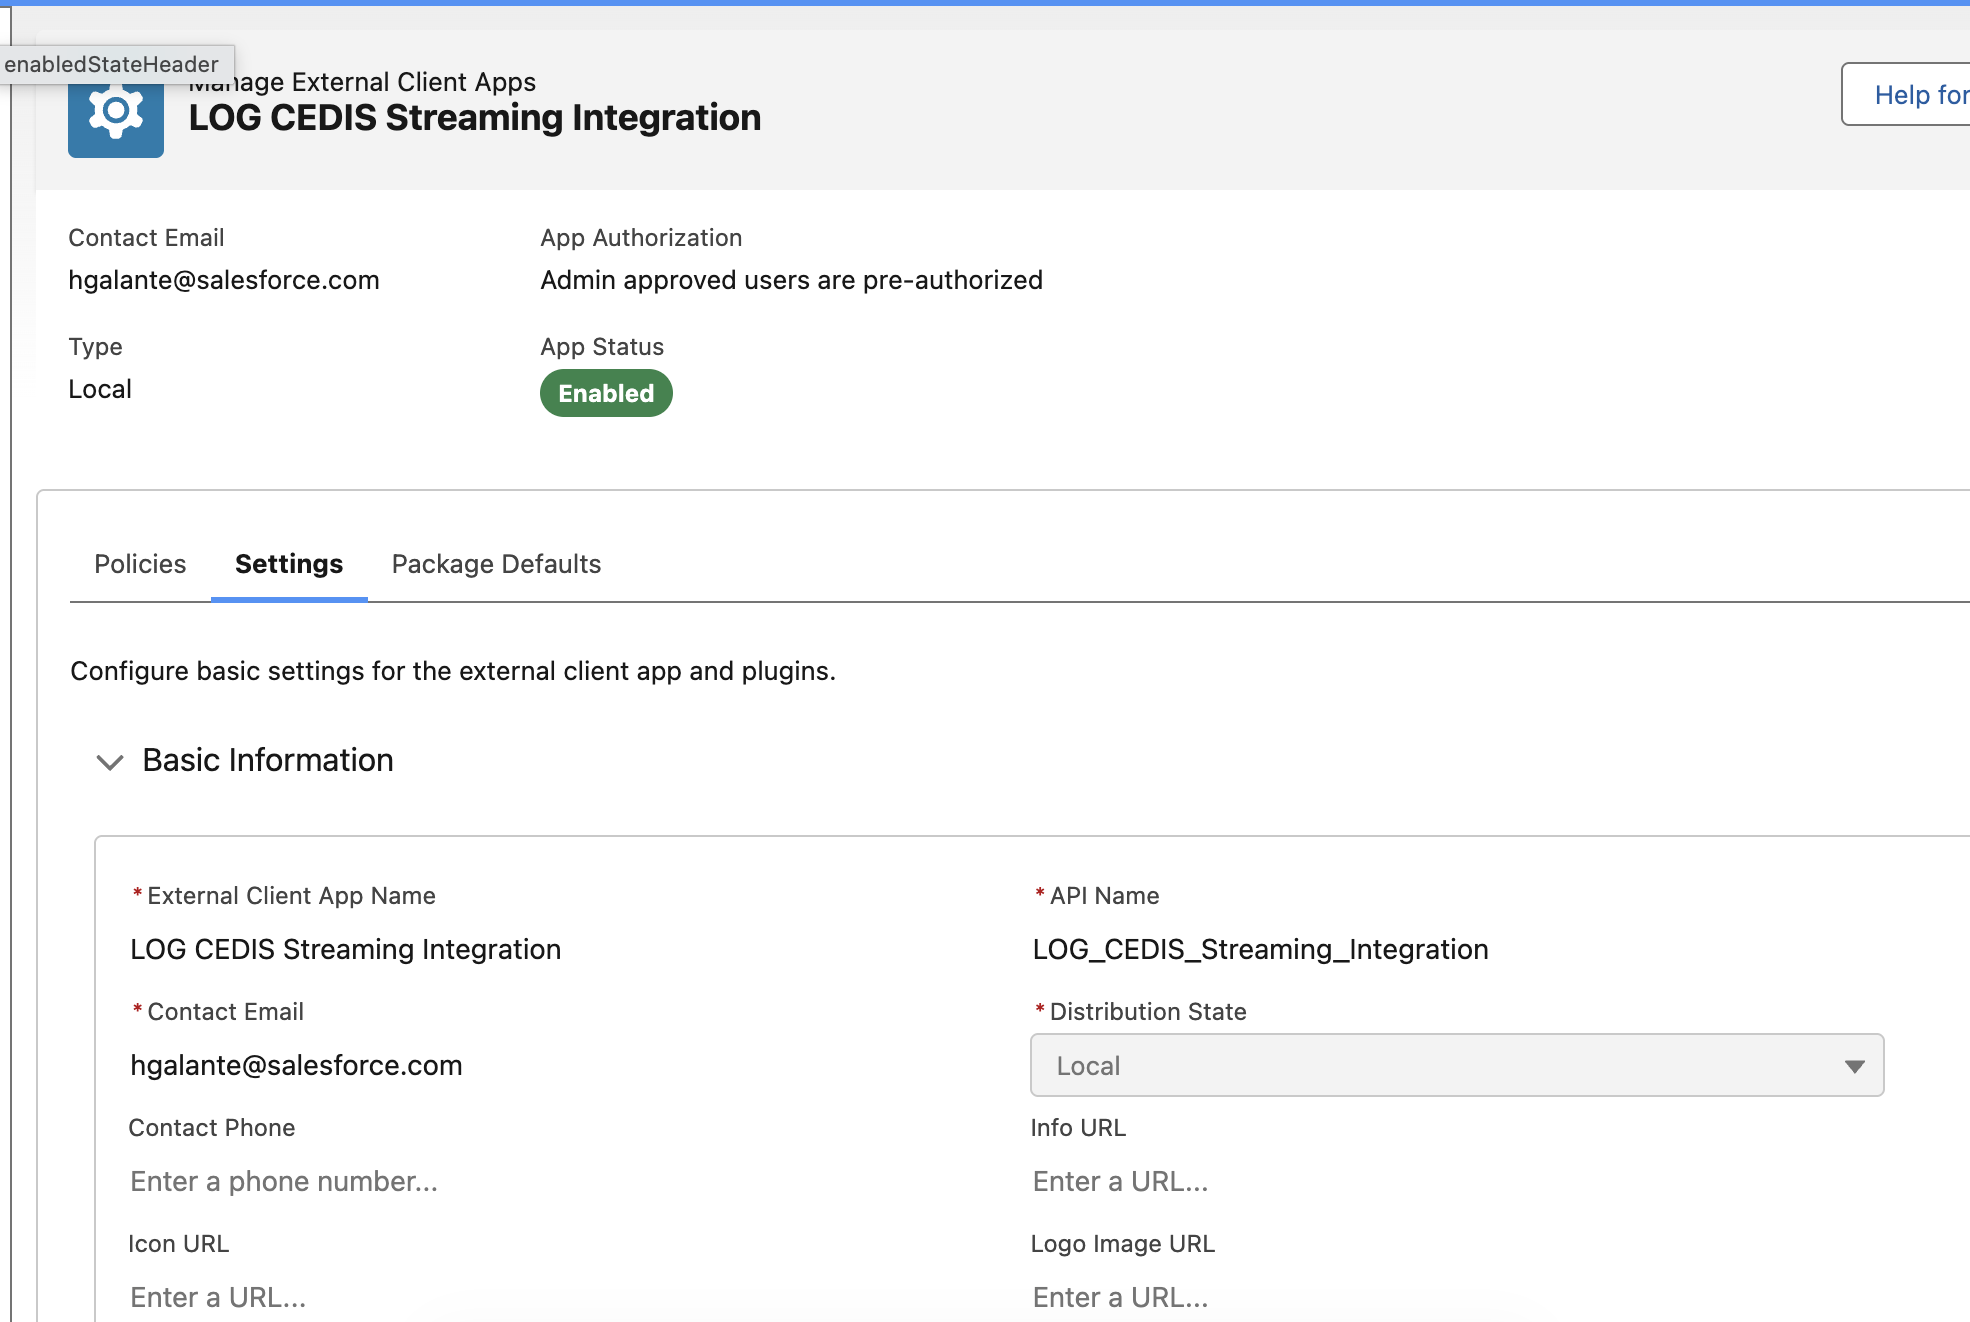 enabledStateHeader
Manage External Client Apps
LOG CEDIS Streaming Integration
Help for
Contact Email
hgalante@salesforce.com
App Authorization
Admin approved users are pre-authorized
Type
Local
App Status
Enabled
Policies
Settings
Package Defaults
Configure basic settings for the external client app and plugins.
Basic Information
* External Client App Name
LOG CEDIS Streaming Integration
* API Name
LOG_CEDIS_Streaming_Integration
* Contact Email
hgalante@salesforce.com
* Distribution State
Local
Contact Phone
Enter a phone number...
Info URL
Enter a URL...
Icon URL
Enter a URL...
Logo Image URL
Enter a URL...